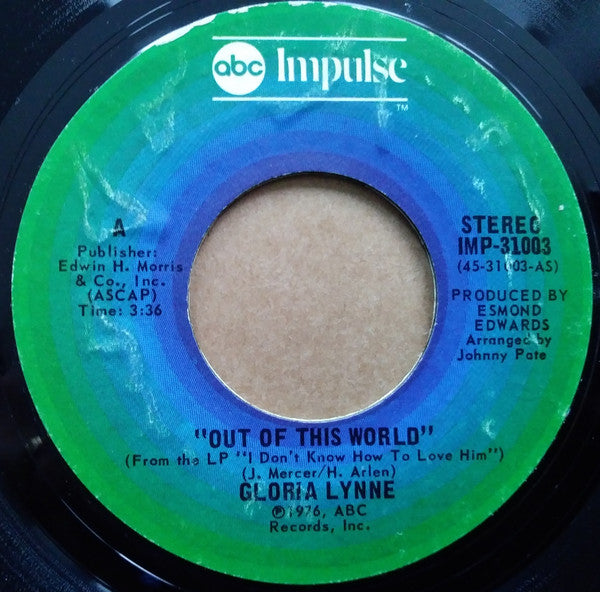 abc Impulse
TM
A
Publisher:
Edwin H. Morris
& Co., Inc.
(ASCAP)
Time: 3:36
STEREO
IMP-31003
(45-31003-AS)
PRODUCED BY
ESMOND
EDWARDS
Arranged by
Johnny Pate
"OUT OF THIS WORLD"
(From the LP "I Don't Know How To Love Him")
(J. Mercer/H. Arlen)
GLORIA LYNNE
℗1976, ABC
Records, Inc.